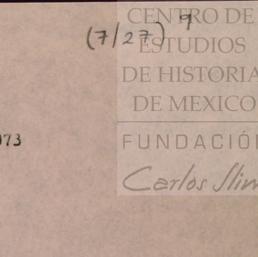 (7/27) 9
CENTRO DE
ESTUDIOS
DE HISTORIA
DE MEXICO
073
FUNDACIÓN
Carlos Slim